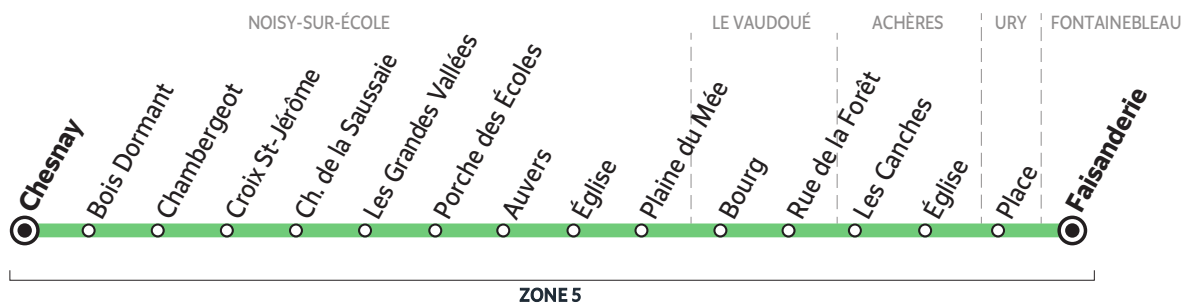 NOISY-SUR-ÉCOLE
LE VAUDOUÉ
ACHÈRES
URY
FONTAINEBLEAU
Chesnay
Bois Dormant
Chambergeot
Croix St-Jérôme
Ch. de la Saussaie
Les Grandes Vallées
Porche des Écoles
Auvers
Église
Plaine du Mée
Bourg
Rue de la Forêt
Les Canches
Église
Place
Faisanderie
ZONE 5